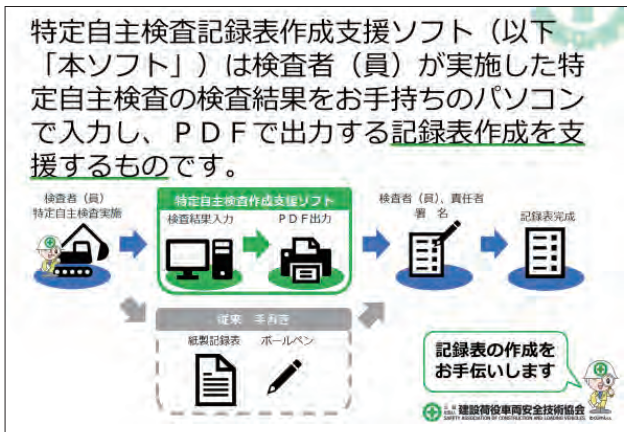 特定自主検査記録表作成支援ソフト（以下
「本ソフト」）は検査者（員）が実施した特
定自主検査の検査結果をお手持ちのパソコン
で入力し、ＰＤＦで出力する記録表作成を支
援するものです。
検査者（員）
特定自主検査実施
特定自主検査作成支援ソフト
検査結果入力
ＰＤＦ出力
検査者（員）、責任者
署　名
記録表完成
従来　手書き
紙製記録表
ボールペン
記録表の作成を
お手伝いします
建設荷役車両安全技術協会
SAFETY ASSOCIATION OF CONSTRUCTION AND LOADING VEHICLES